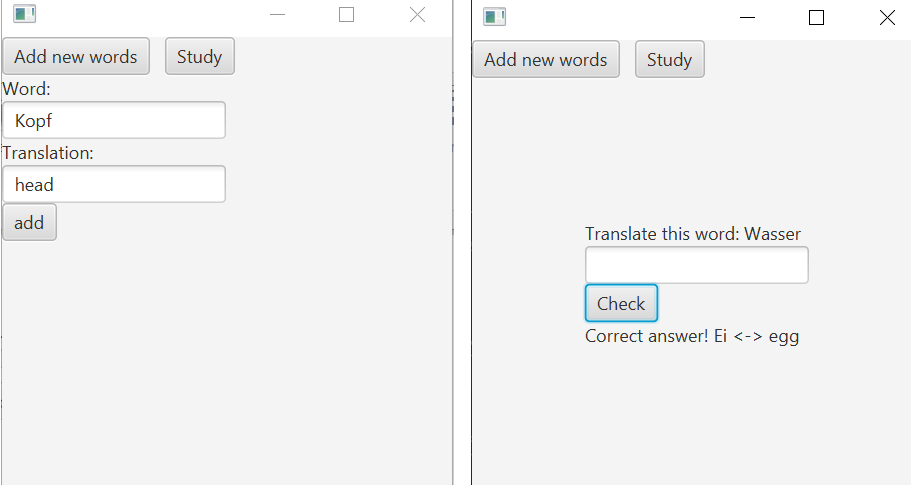 Add new words Study
Word:
Kopf
Translation:
head
add
Add new words Study
Translate this word: Wasser
Check
Correct answer! Ei <-> egg